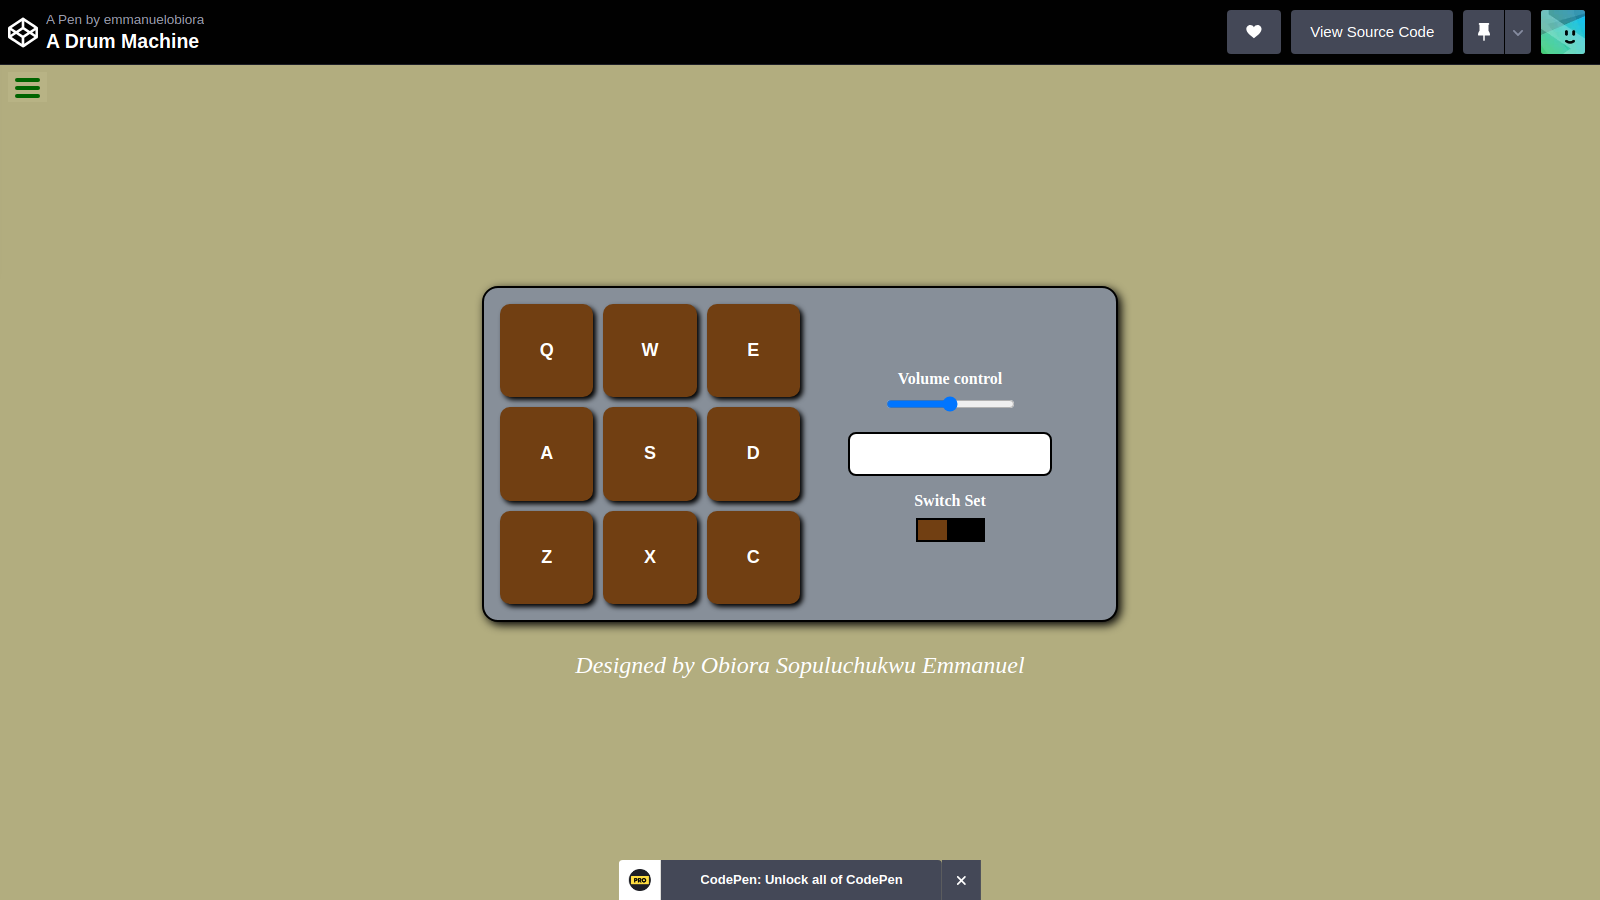 A Pen by emmanuelobiora
A Drum Machine
View Source Code
Q W E
Volume control
A S D
Switch Set
Z X C
Designed by Obiora Sopuluchukwu Emmanuel
PRO
CodePen: Unlock all of CodePen